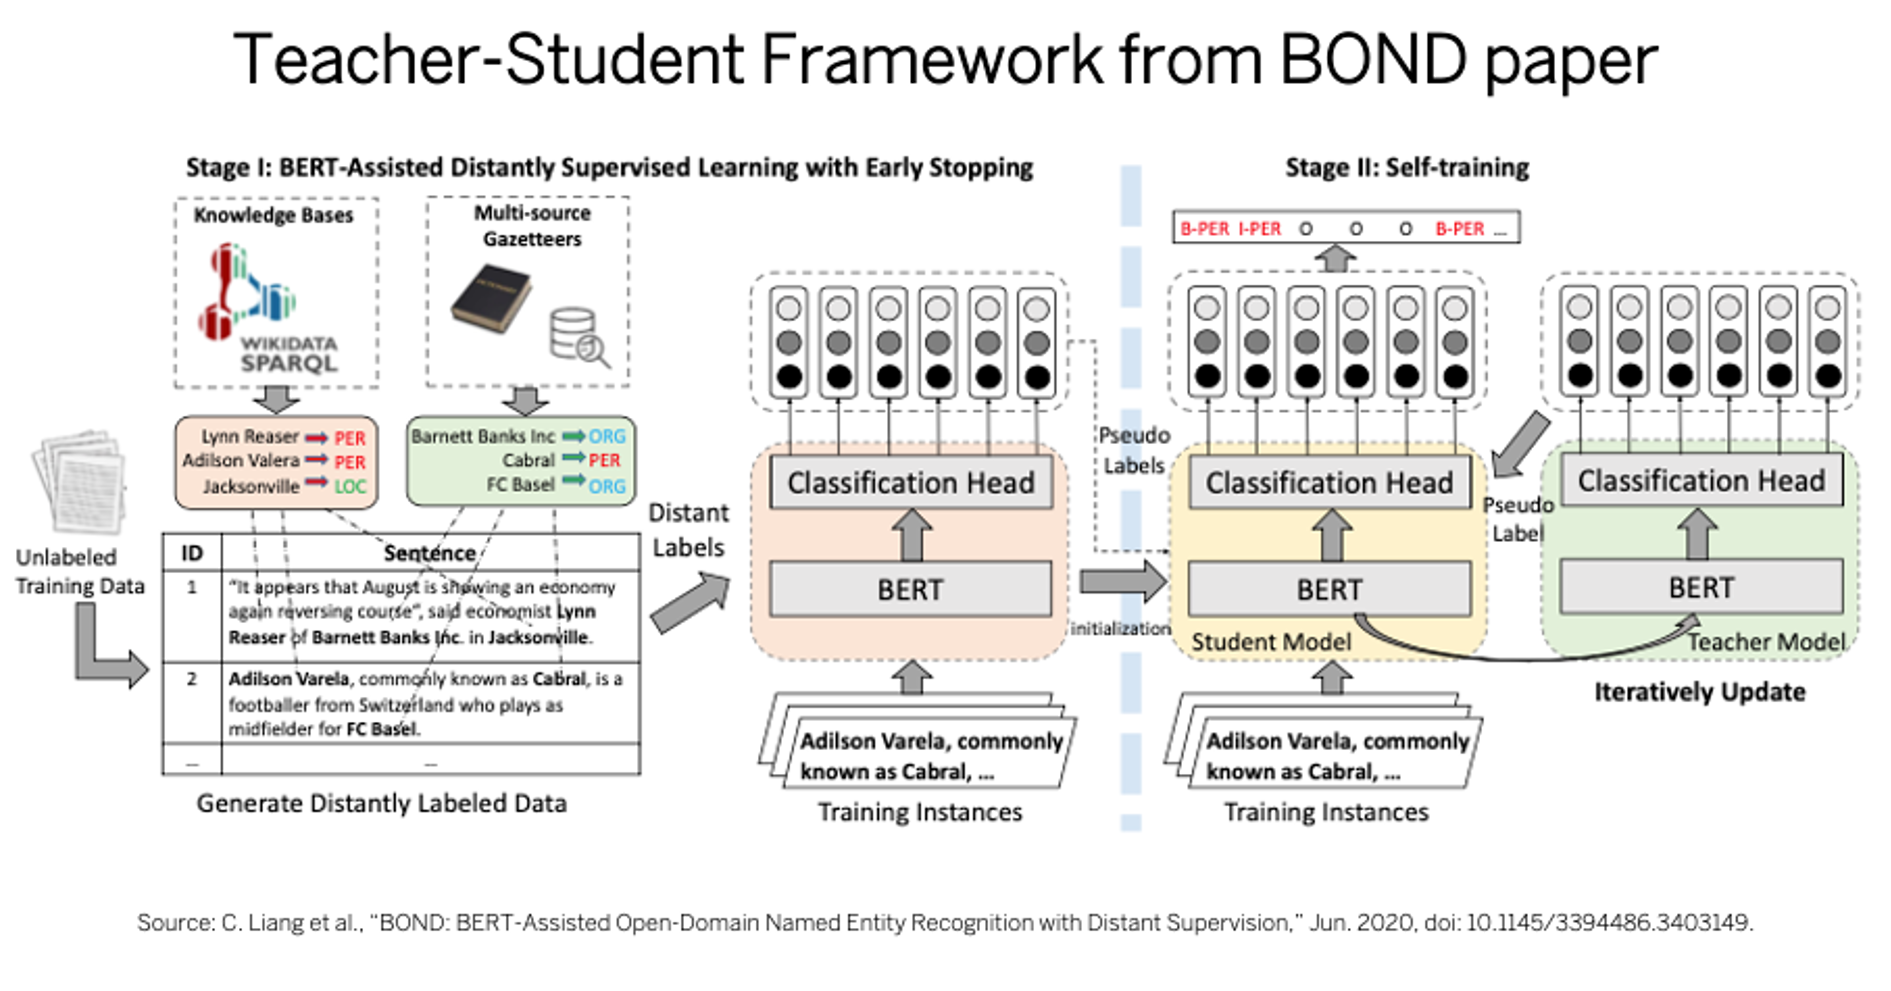 Teacher-Student Framework from BOND paper
Stage I: BERT-Assisted Distantly Supervised Learning with Early Stopping
Knowledge Bases
WIKIDATA
SPARQL
Multi-source
Gazetteers
Lynn Reaser PER
Adilson Valera PER
Jacksonville LOC
Barnett Banks Inc ORG
Cabral PER
FC Basel ORG
Unlabeled
Training Data
ID Sentence
1 "It appears that August is showing an economy
again reversing course", said economist Lynn
Reaser of Barnett Banks Inc. in Jacksonville.
2 Adilson Varela, commonly known as Cabral, is a
footballer from Switzerland who plays as
midfielder for FC Basel.
... ...
Generate Distantly Labeled Data
Distant
Labels
Classification Head
BERT
Adilson Varela, commonly
known as Cabral, ...
Training Instances
Pseudo
Labels
initialization
Stage II: Self-training
B-PER I-PER O O O B-PER ...
Classification Head
BERT
Student Model
Adilson Varela, commonly
known as Cabral, ...
Training Instances
Pseudo
Label
Classification Head
BERT
Teacher Model
Iteratively Update
Source: C. Liang et al., "BOND: BERT-Assisted Open-Domain Named Entity Recognition with Distant Supervision," Jun. 2020, doi: 10.1145/3394486.3403149.